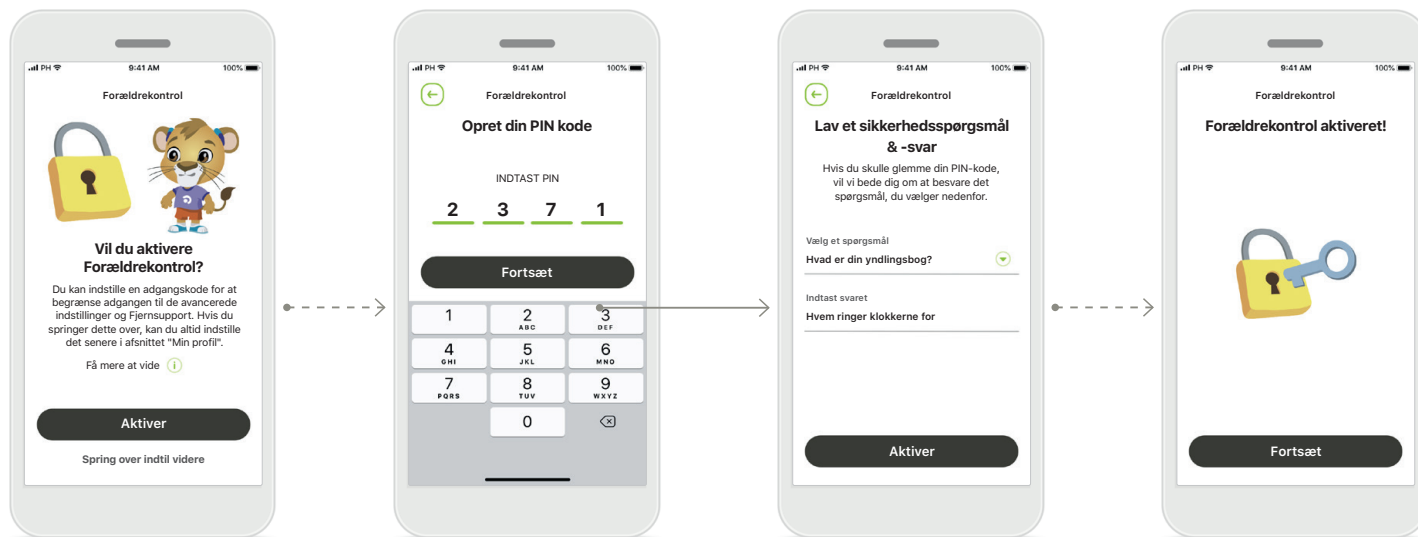 PH
9:41 AM
100%
Forældrekontrol
Vil du aktivere
Forældrekontrol?
Du kan indstille en adgangskode for at
begrænse adgangen til de avancerede
indstillinger og Fjernsupport. Hvis du
springer dette over, kan du altid indstille
det senere i afsnittet "Min profil".
Få mere at vide i
Aktiver
Spring over indtil videre
PH
9:41 AM
100%
Forældrekontrol
Opret din PIN kode
INDTAST PIN
2 3 7 1
Fortsæt
1 2 3
ABC DEF
4 5 6
GHI JKL MNO
7 8 9
PQRS TUV WXYZ
0
PH
9:41 AM
100%
Forældrekontrol
Lav et sikkerhedsspørgsmål
& -svar
Hvis du skulle glemme din PIN-kode,
vil vi bede dig om at besvare det
spørgsmål, du vælger nedenfor.
Vælg et spørgsmål
Hvad er din yndlingsbog?
Indtast svaret
Hvem ringer klokkerne for
Aktiver
PH
9:41 AM
100%
Forældrekontrol
Forældrekontrol aktiveret!
Fortsæt